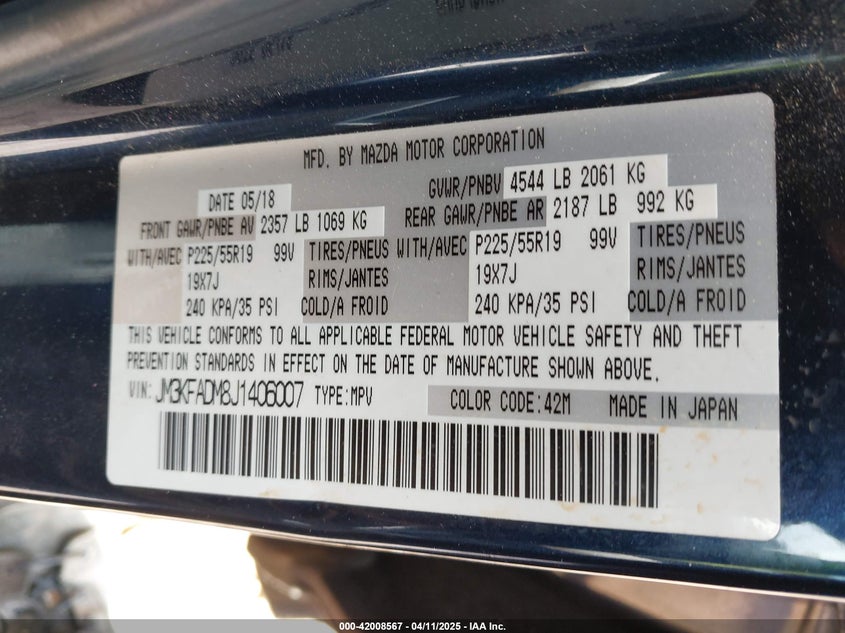 MFD. BY MAZDA MOTOR CORPORATION
DATE 05/18
GVWR/PNBV 4544 LB 2061 KG
FRONT GAWR/PNBE AV 2357 LB 1069 KG
REAR GAWR/PNBE AR 2187 LB 992 KG
WITH/AVEC P225/55R19 99V TIRES/PNEUS WITH/AVEC P225/55R19 99V TIRES/PNEUS
19X7J RIMS/JANTES 19X7J RIMS/JANTES
240 KPA/35 PSI COLD/A FROID 240 KPA/35 PSI COLD/A FROID
THIS VEHICLE CONFORMS TO ALL APPLICABLE FEDERAL MOTOR VEHICLE SAFETY AND THEFT
PREVENTION STANDARDS IN EFFECT ON THE DATE OF MANUFACTURE SHOWN ABOVE.
VIN: JM3KFADM8J1406007 TYPE:MPV COLOR CODE:42M MADE IN JAPAN
000-42008567 - 04/11/2025 - IAA Inc.